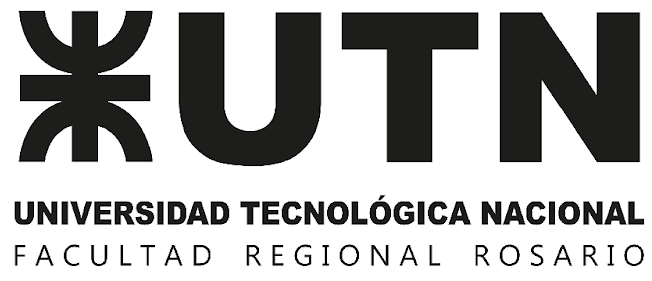 UTN
UNIVERSIDAD TECNOLÓGICA NACIONAL
FACULTAD REGIONAL ROSARIO